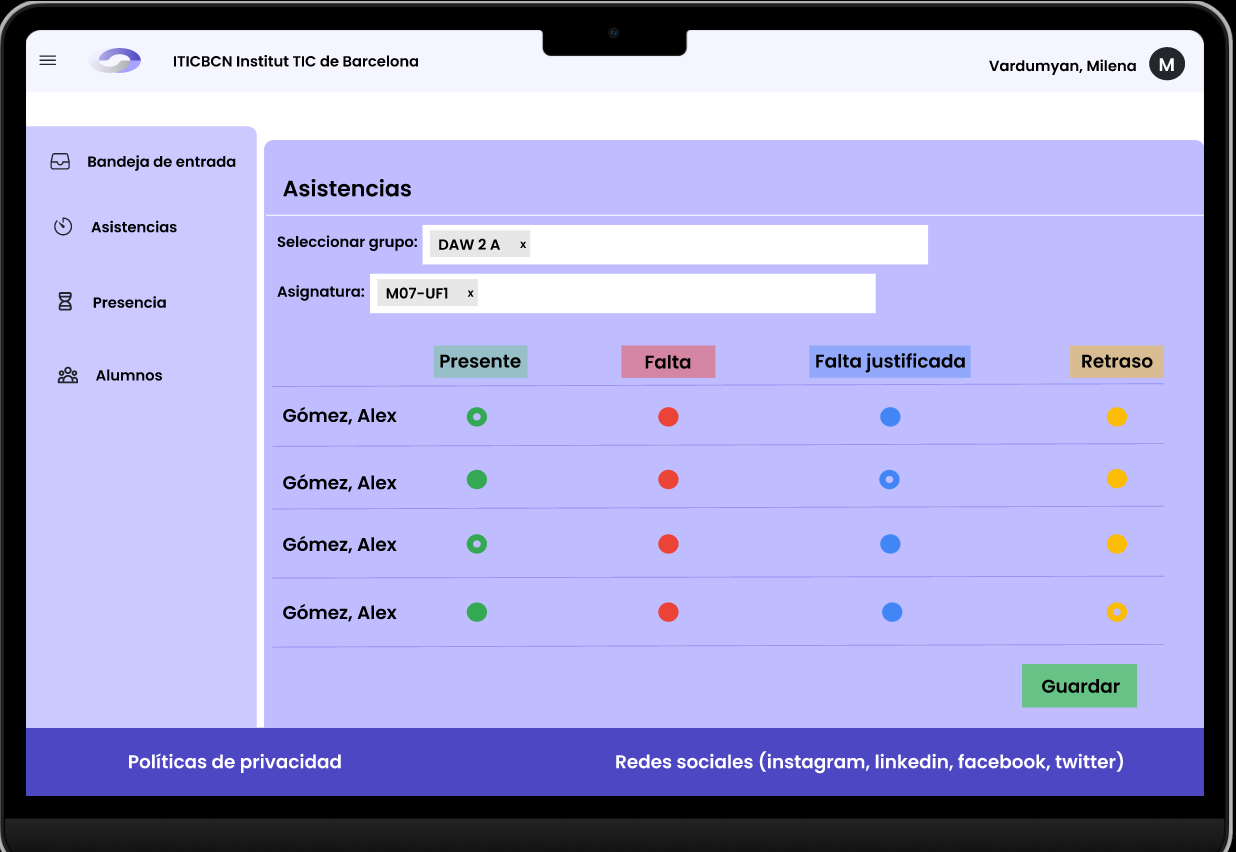 ITICBCN Institut TIC de Barcelona
Vardumyan, Milena
M
Bandeja de entrada
Asistencias
Presencia
Alumnos
Asistencias
Seleccionar grupo:
DAW 2 A x
Asignatura:
M07-UF1 x
Presente Falta Falta justificada Retraso
Gómez, Alex
Gómez, Alex
Gómez, Alex
Gómez, Alex
Guardar
Políticas de privacidad
Redes sociales (instagram, linkedin, facebook, twitter)